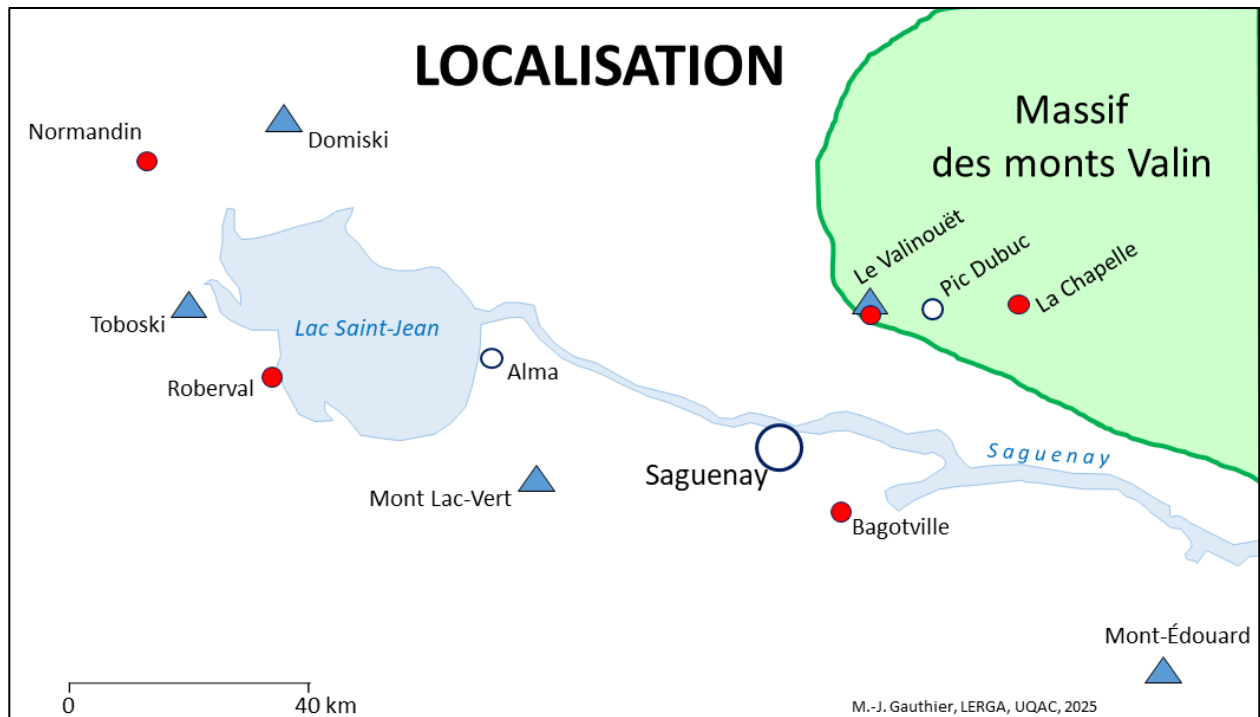 LOCALISATION
Massif
des monts Valin
Normandin
Domiski
Le Valinouët
Pic Dubuc
La Chapelle
Toboski
Lac Saint-Jean
Roberval
Alma
Saguenay
Saguenay
Mont Lac-Vert
Bagotville
Mont-Édouard
0
40 km
M.-J. Gauthier, LERGA, UQAC, 2025